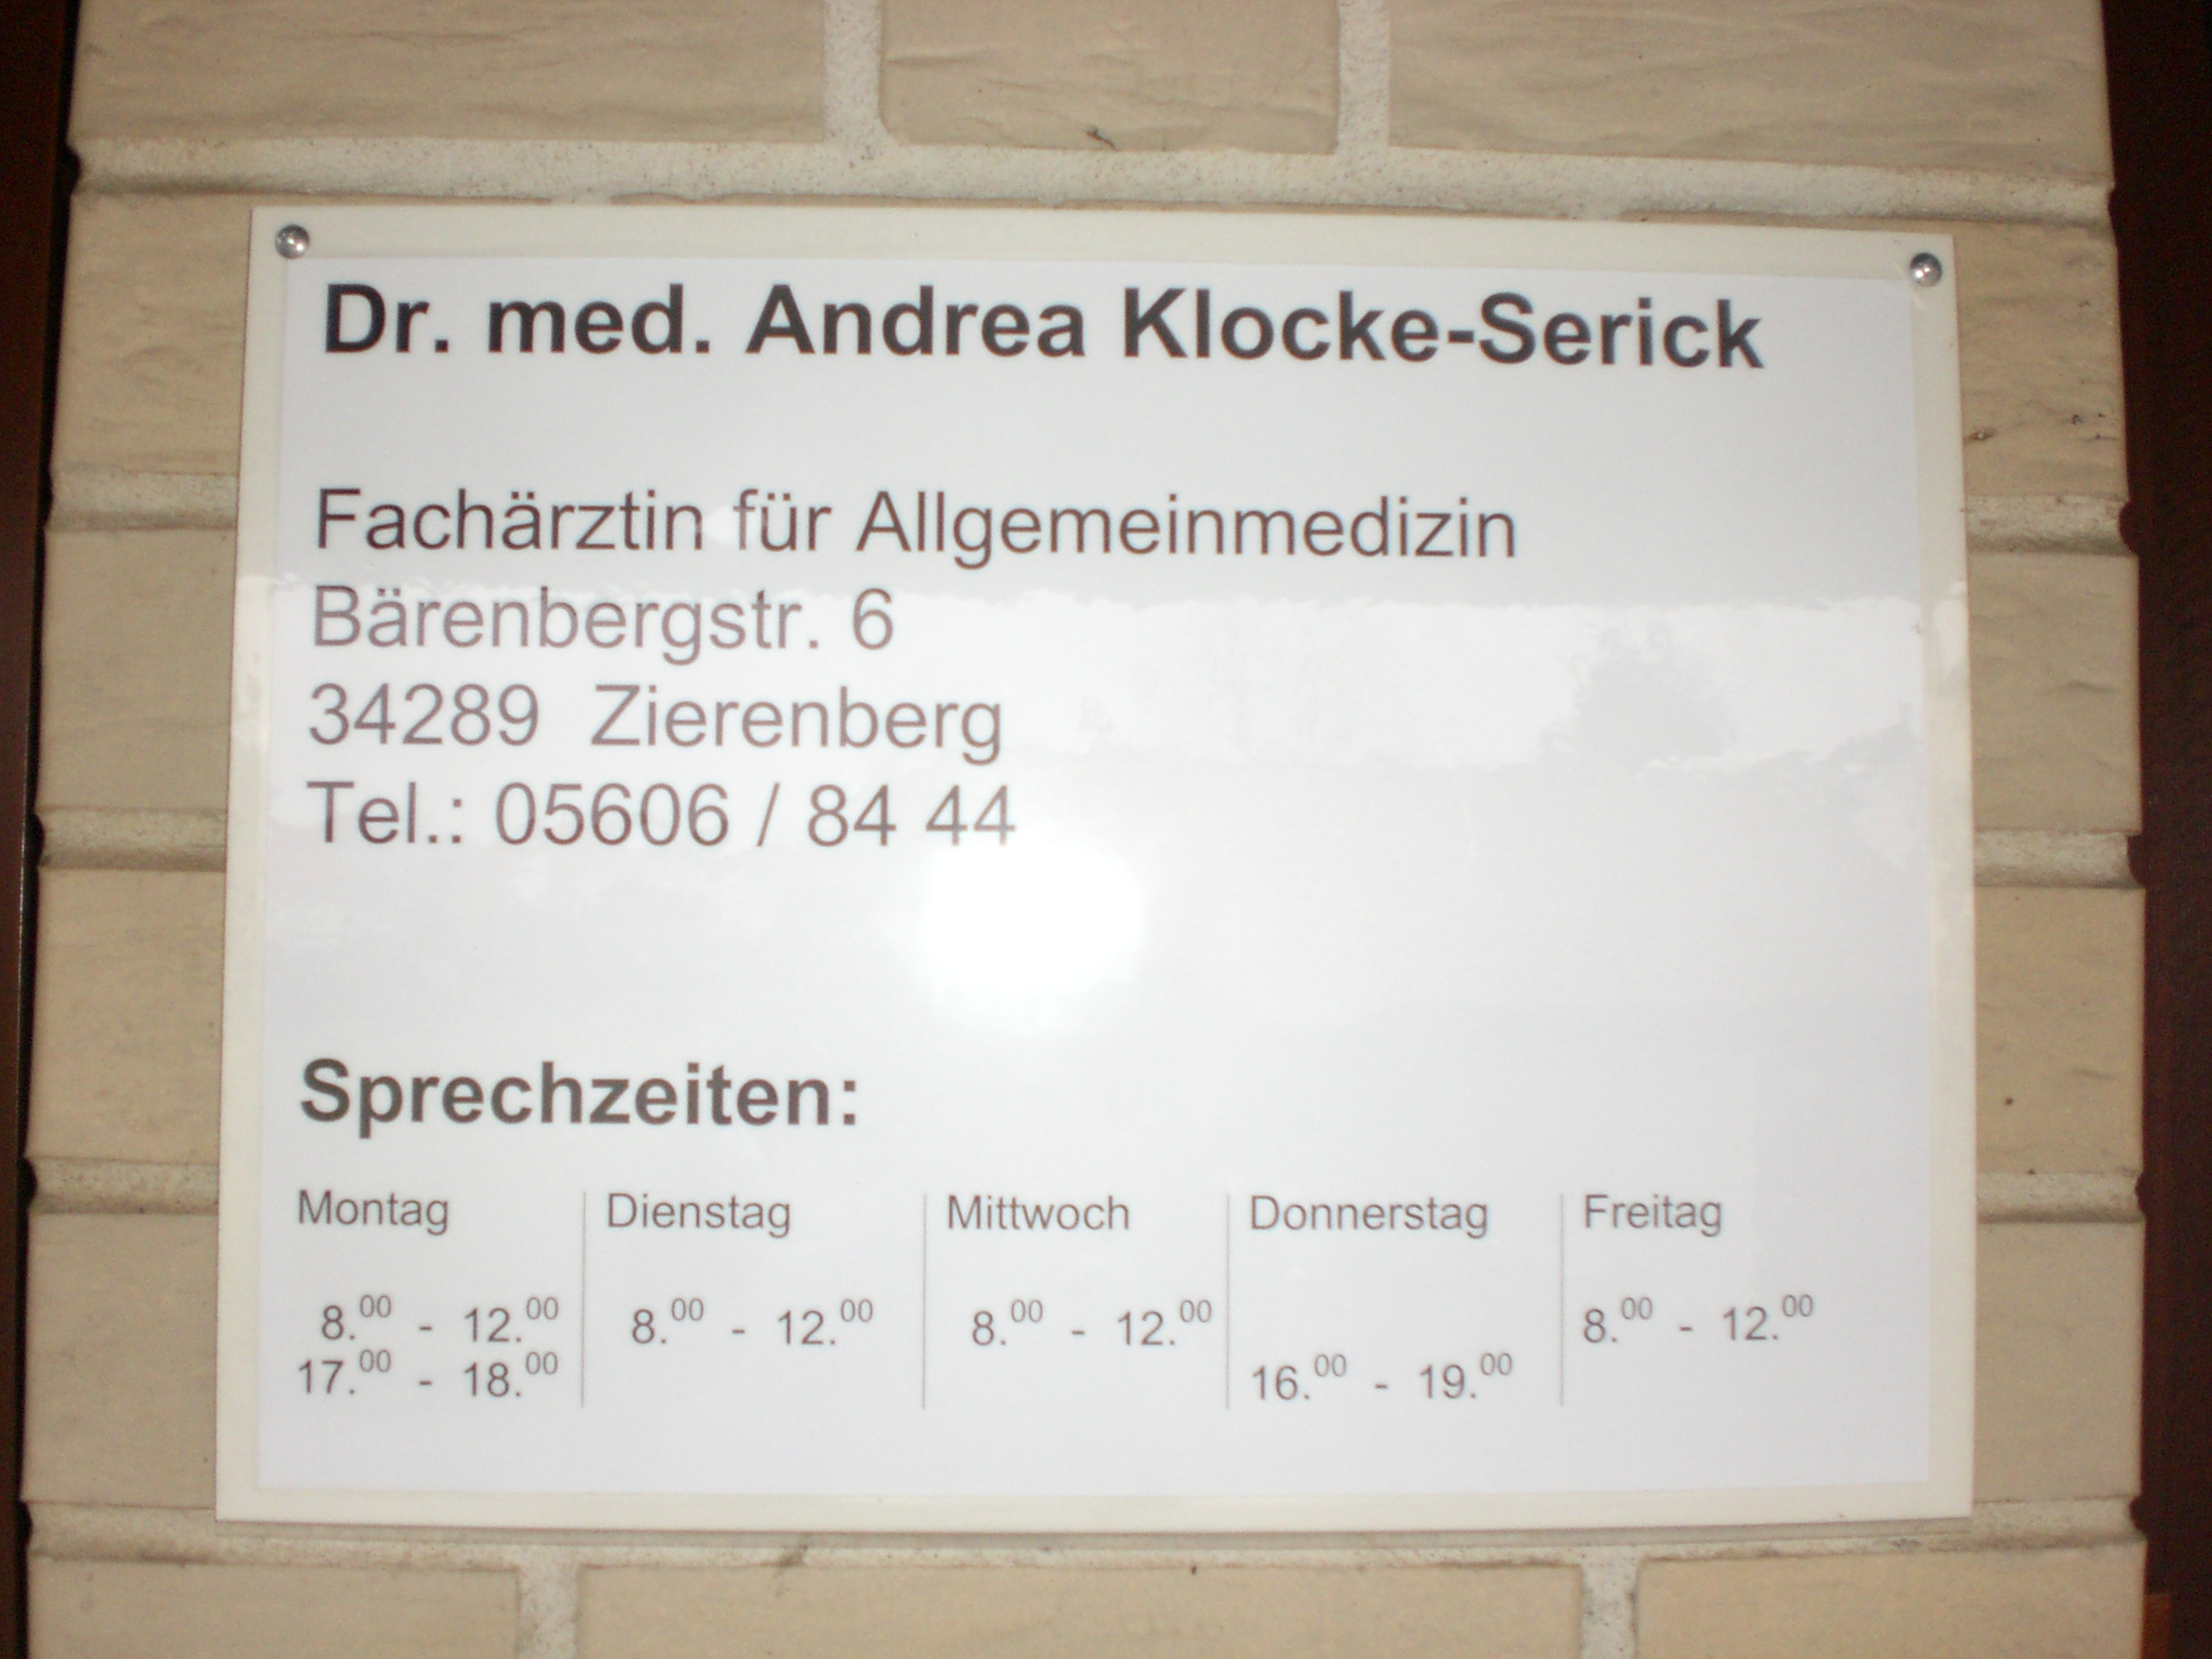 Dr. med. Andrea Klocke-Serick
Fachärztin für Allgemeinmedizin
Bärenbergstr. 6
34289 Zierenberg
Tel.: 05606 / 84 44
Sprechzeiten:
Montag Dienstag Mittwoch Donnerstag Freitag
8.00 - 12.00 8.00 - 12.00 8.00 - 12.00 8.00 - 12.00
17.00 - 18.00 16.00 - 19.00